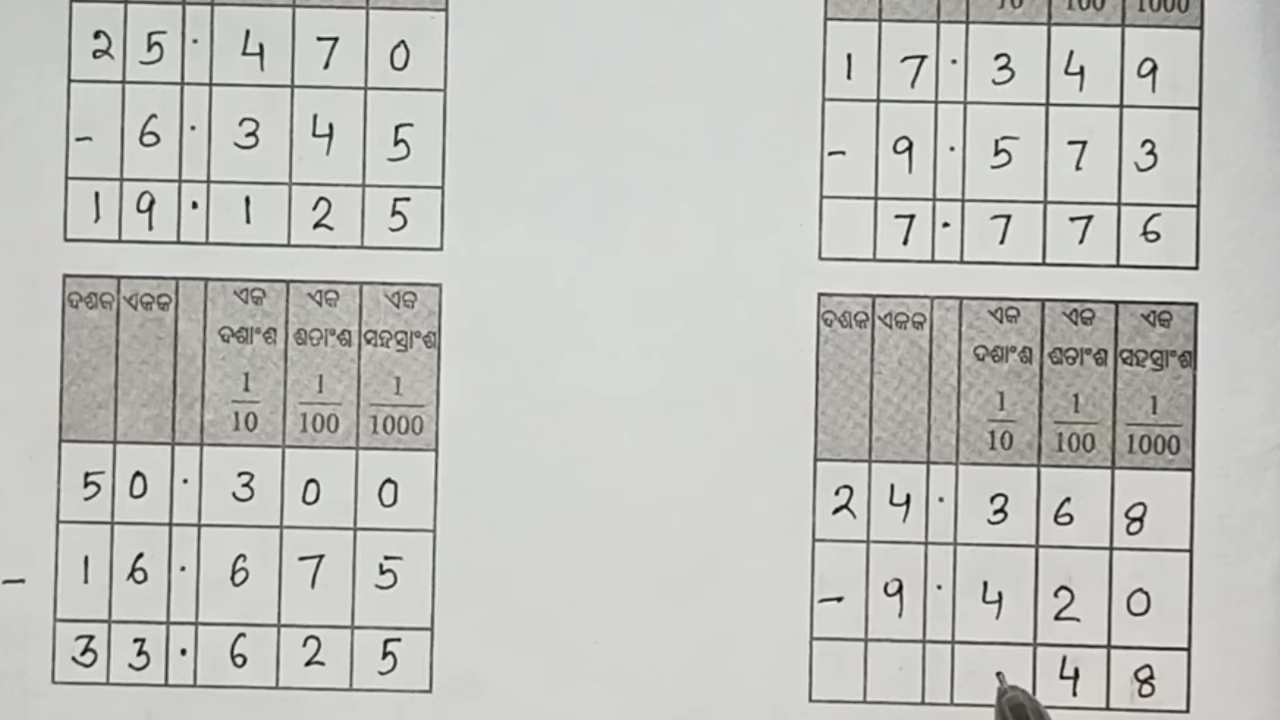 2 5 . 4 7 0
- 6 . 3 4 5
1 9 . 1 2 5
ଦଶକ ଏକକ ଏକ ଦଶାଂଶ 1/10 ଏକ ଶତାଂଶ 1/100 ଏକ ସହସ୍ରାଂଶ 1/1000
5 0 . 3 0 0
- 1 6 . 6 7 5
3 3 . 6 2 5
10 100 1000
1 7 . 3 4 9
- 9 . 5 7 3
7 . 7 7 6
ଦଶକ ଏକକ ଏକ ଦଶାଂଶ 1/10 ଏକ ଶତାଂଶ 1/100 ଏକ ସହସ୍ରାଂଶ 1/1000
2 4 . 3 6 8
- 9 . 4 2 0
4 8